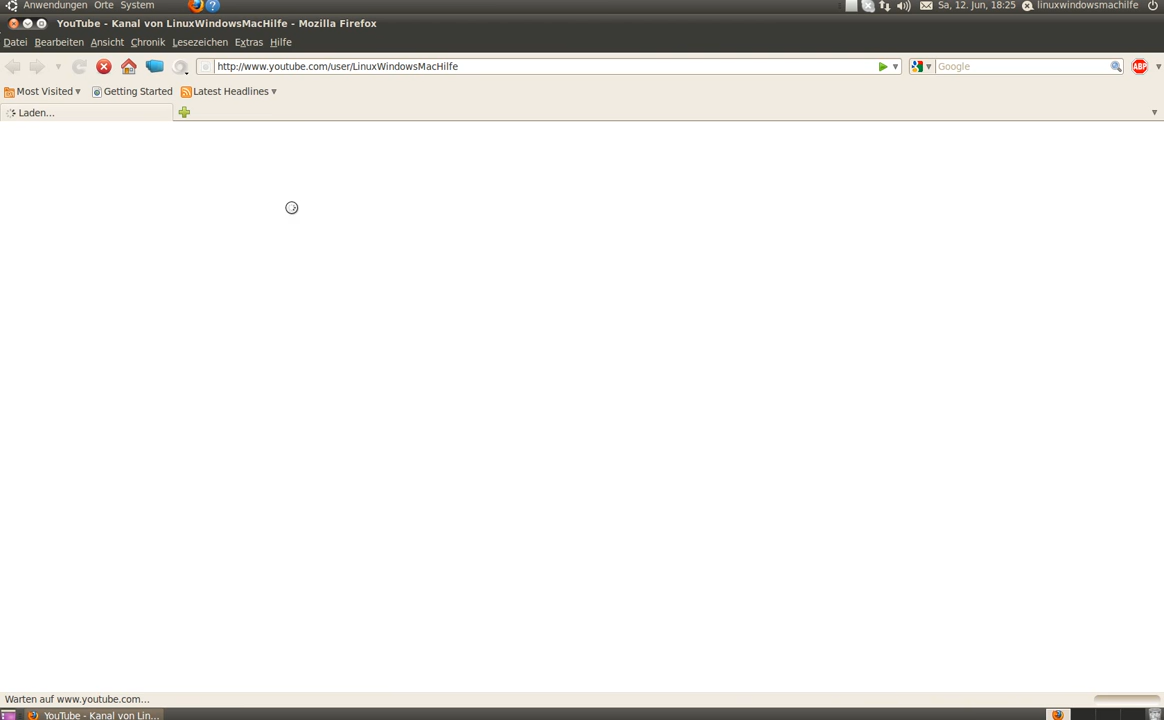 Anwendungen Orte System ? Sa, 12. Jun, 18:25 linuxwindowsmachilfe
YouTube - Kanal von LinuxWindowsMacHilfe - Mozilla Firefox
Datei Bearbeiten Ansicht Chronik Lesezeichen Extras Hilfe
http://www.youtube.com/user/LinuxWindowsMacHilfe Google ABP
Most Visited Getting Started Latest Headlines
Laden...
Warten auf www.youtube.com...
YouTube - Kanal von Lin...